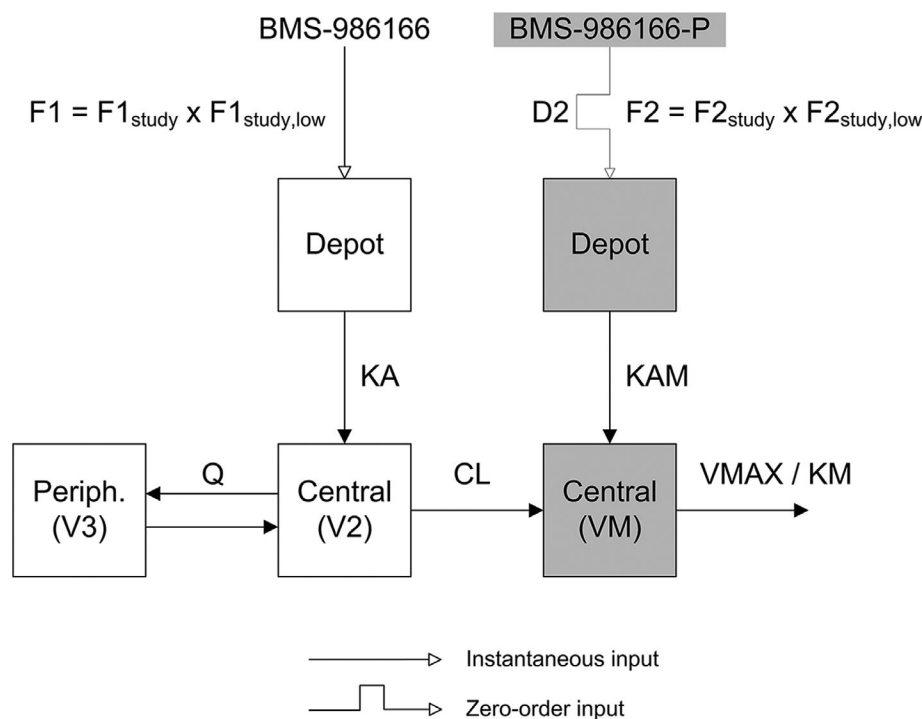 BMS-986166
BMS-986166-P
F1 = F1study x F1study,low
D2
F2 = F2study x F2study,low
Depot
Depot
KA
KAM
Periph.
(V3)
Q
Central
(V2)
CL
Central
(VM)
VMAX / KM
Instantaneous input
Zero-order input